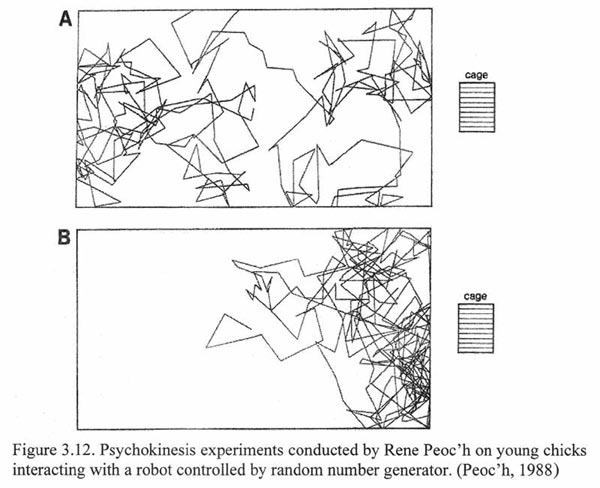 A
cage
B
cage
Figure 3.12. Psychokinesis experiments conducted by Rene Peoc'h on young chicks
interacting with a robot controlled by random number generator. (Peoc'h, 1988)